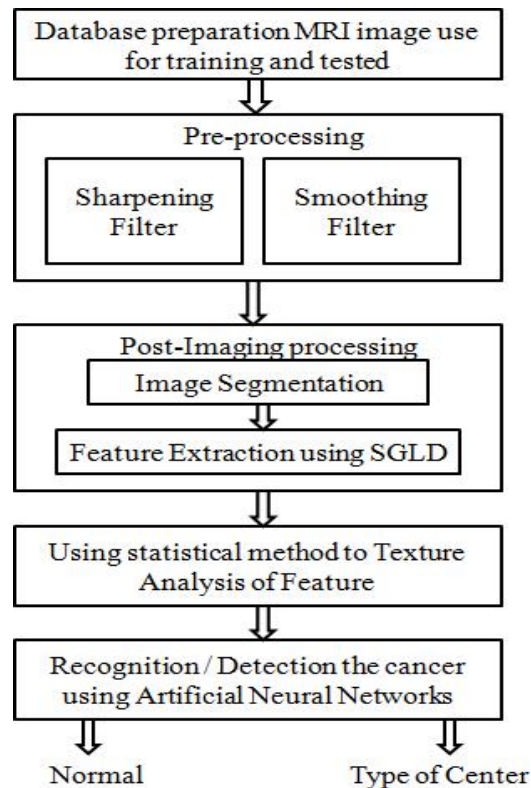 Database preparation MRI image use
for training and tested
Pre-processing
Sharpening
Filter
Smoothing
Filter
Post-Imaging processing
Image Segmentation
Feature Extraction using SGLD
Using statistical method to Texture
Analysis of Feature
Recognition / Detection the cancer
using Artificial Neural Networks
Normal
Type of Center